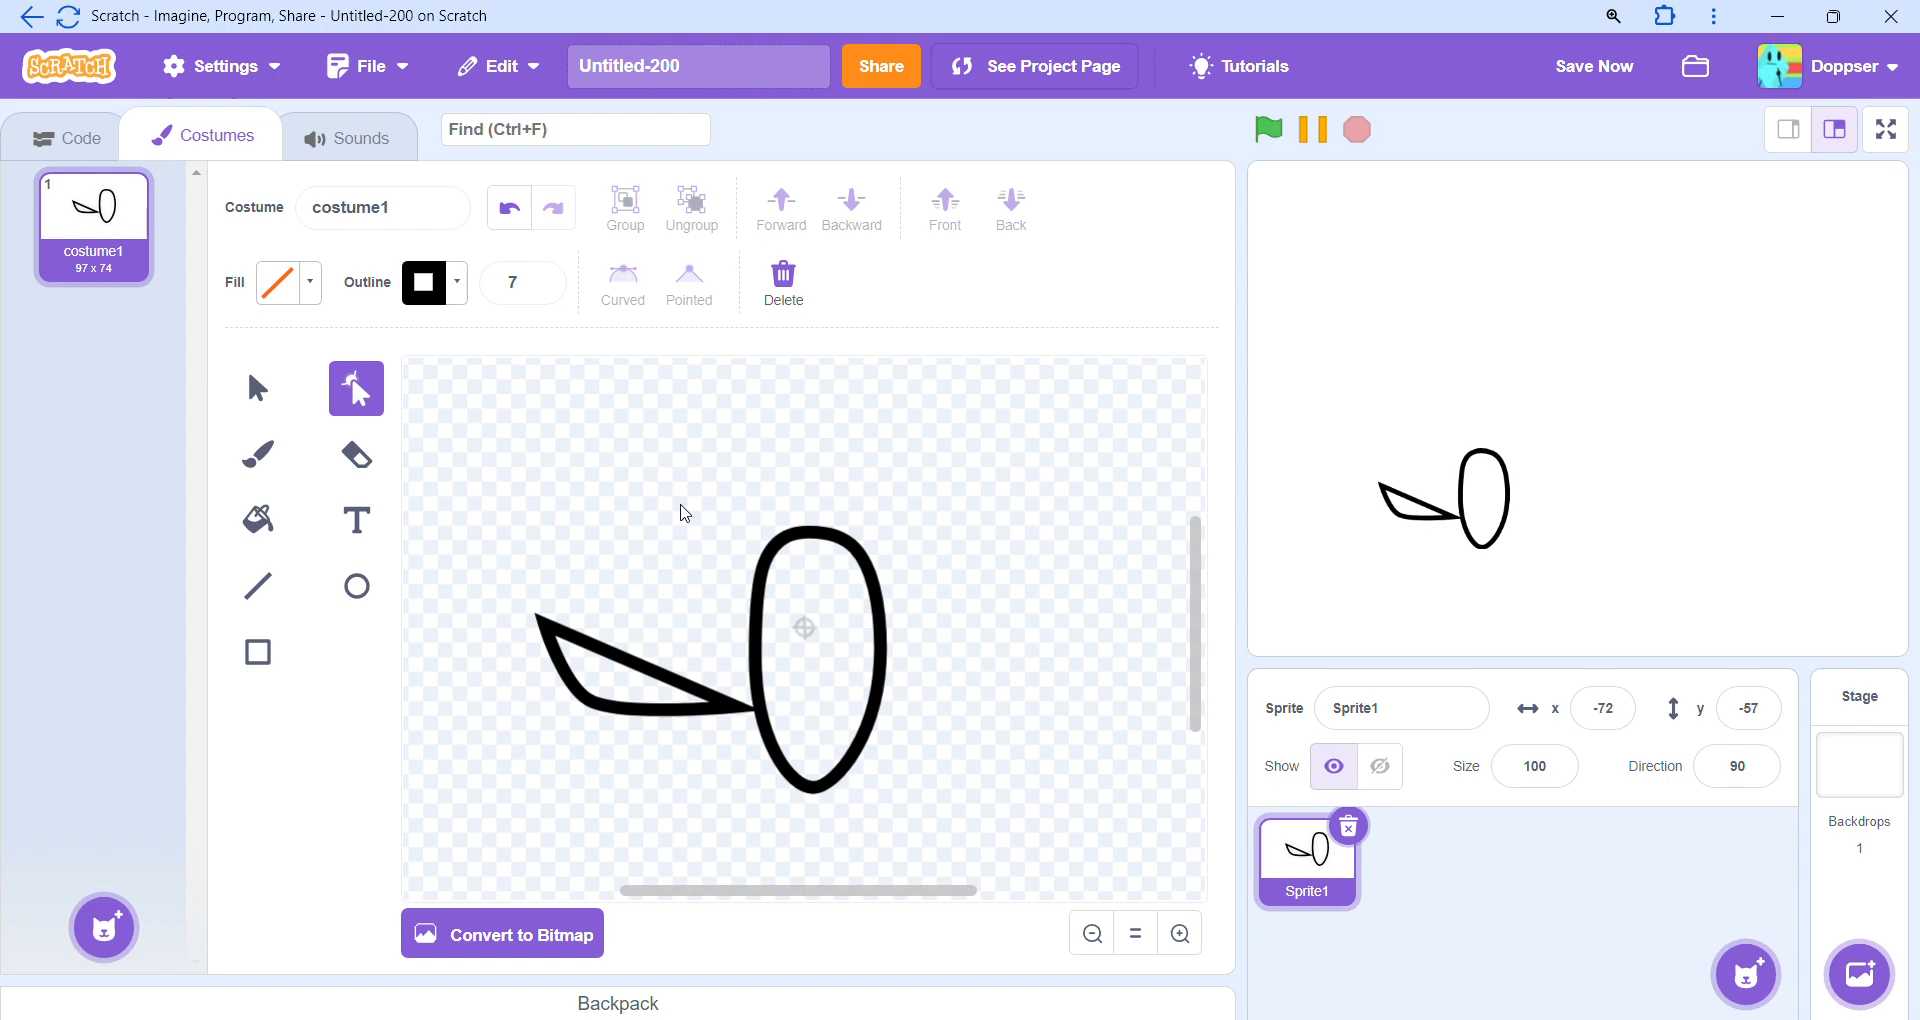 Scratch - Imagine, Program, Share - Untitled-200 on Scratch
SCRATCH Settings File Edit Untitled-200 Share See Project Page Tutorials Save Now Doppser
Code Costumes Sounds Find (Ctrl+F)
1
costume1
97 x 74
Costume costume1 Group Ungroup Forward Backward Front Back
Fill Outline 7 Curved Pointed Delete
T
Convert to Bitmap
=
Backpack
Sprite Sprite1 x -72 y -57
Show Size 100 Direction 90
Sprite1
Stage
Backdrops
1